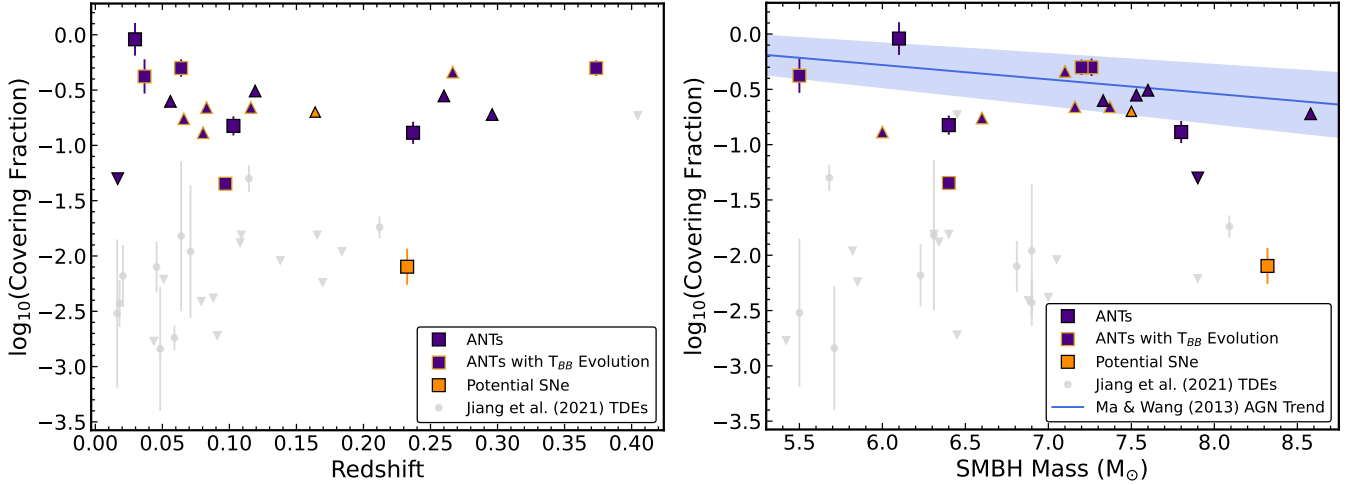 log₁₀(Covering Fraction)
0.0
−0.5
−1.0
−1.5
−2.0
−2.5
−3.0
−3.5
ANTs
ANTs with T_BB Evolution
Potential SNe
Jiang et al. (2021) TDEs
0.00 0.05 0.10 0.15 0.20 0.25 0.30 0.35 0.40
Redshift
log₁₀(Covering Fraction)
0.0
−0.5
−1.0
−1.5
−2.0
−2.5
−3.0
−3.5
ANTs
ANTs with T_BB Evolution
Potential SNe
Jiang et al. (2021) TDEs
Ma & Wang (2013) AGN Trend
5.5 6.0 6.5 7.0 7.5 8.0 8.5
SMBH Mass (M☉)